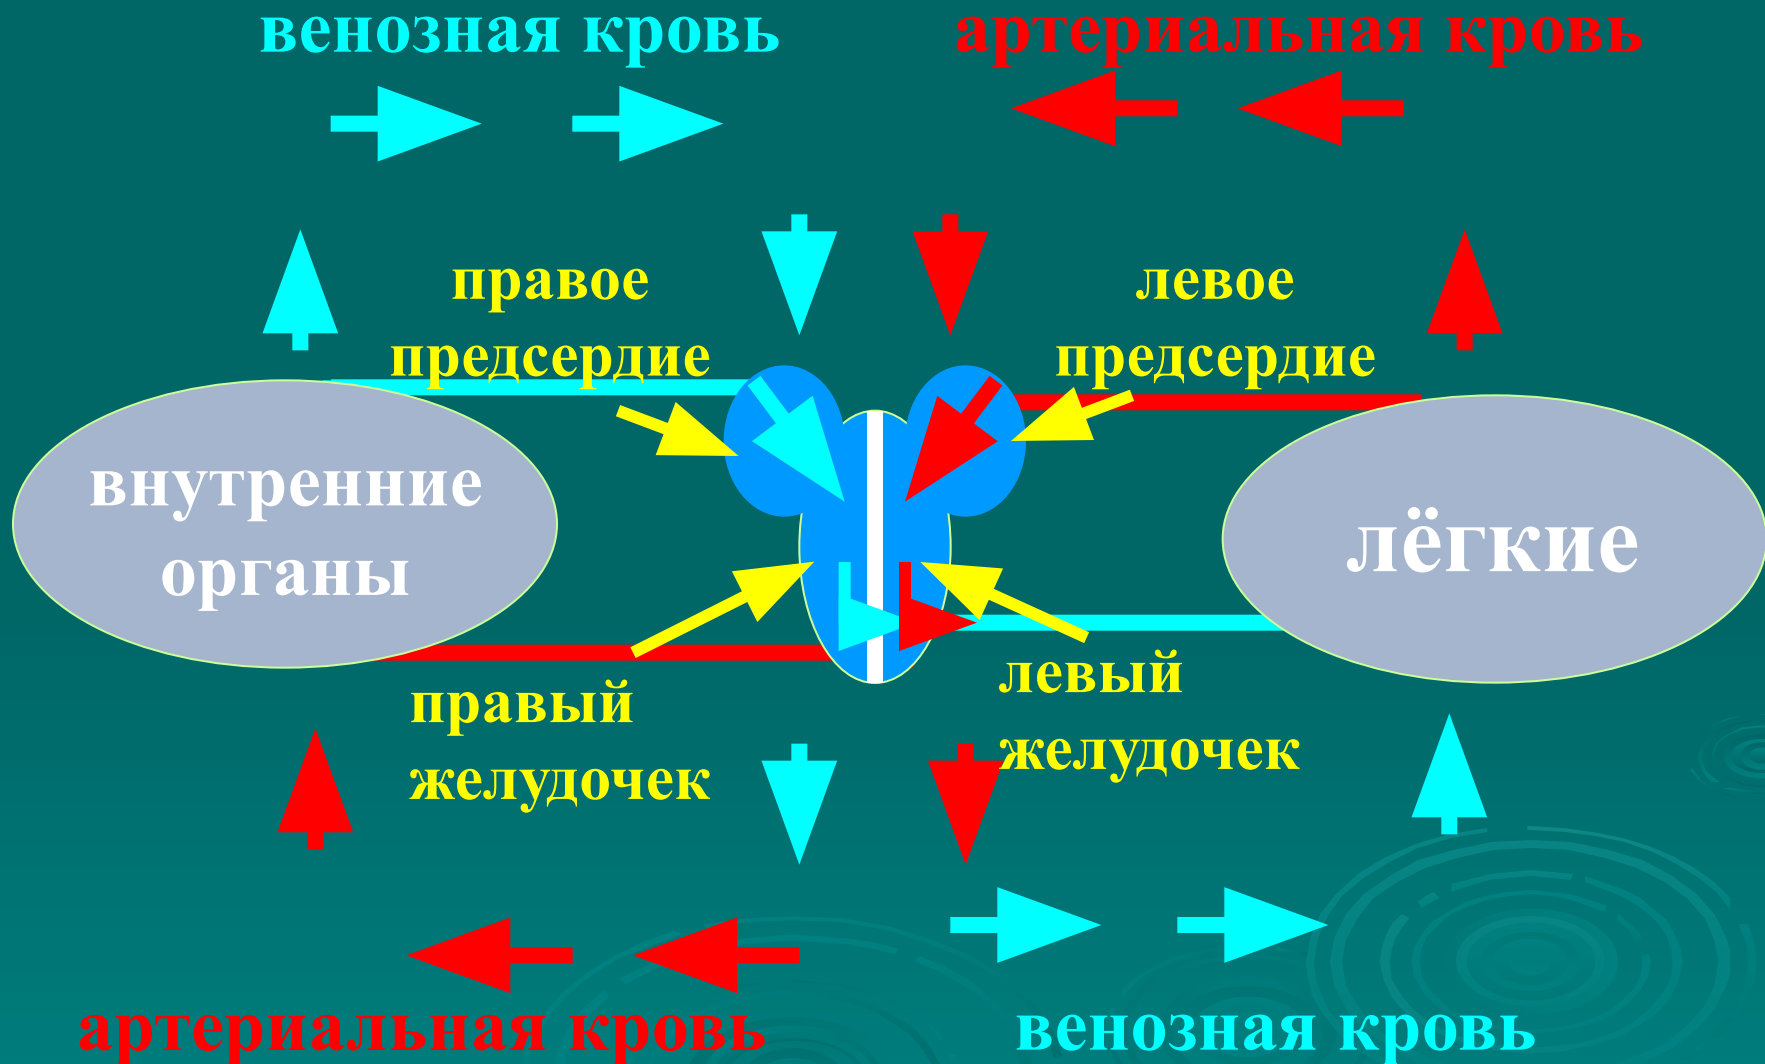 венозная кровь
артериальная кровь
правое
предсердие
левое
предсердие
внутренние
органы
лёгкие
правый
желудочек
левый
желудочек
артериальная кровь
венозная кровь